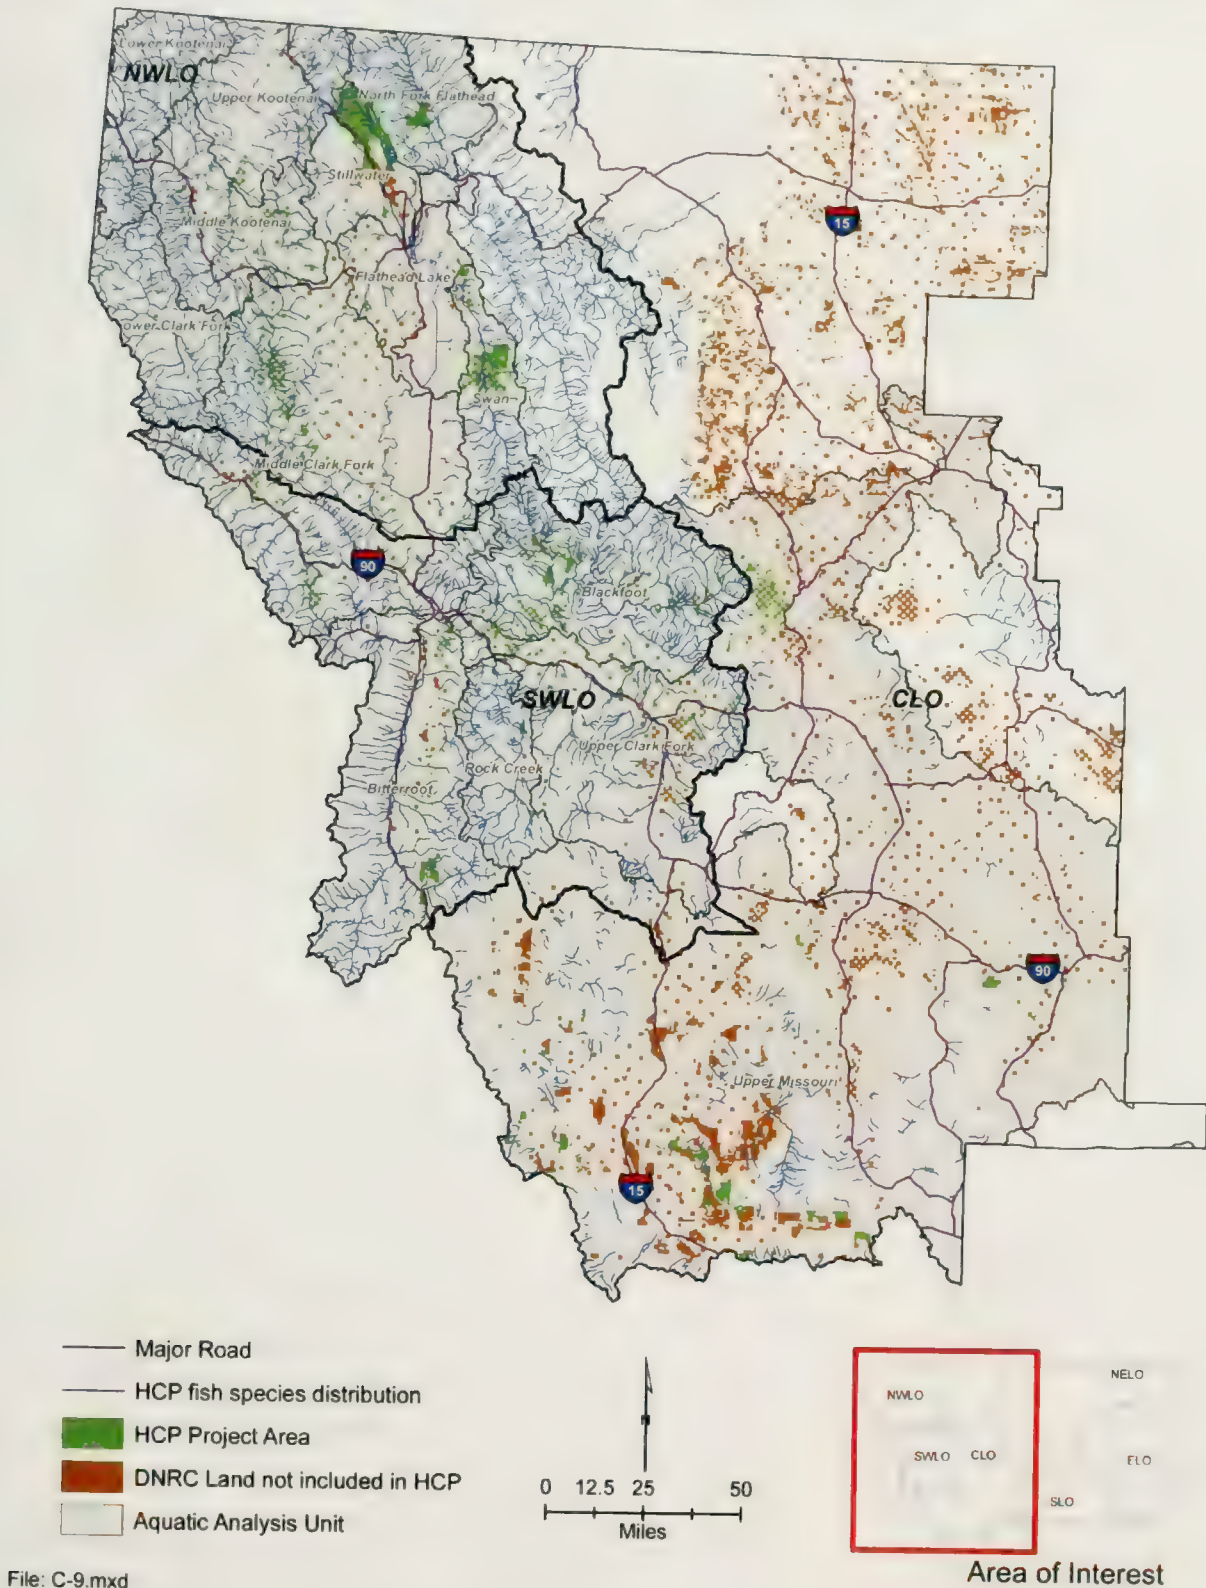 Lower Kootenai
NWLO
Upper Kootenai
North Fork Flathead
Stillwater
Middle Kootenai
15
Flathead Lake
Lower Clark Fork
Swan
Middle Clark Fork
90
Blackfoot
SWLO
CLO
Upper Clark Fork
Rock Creek
Bitterroot
90
Upper Missouri
15
Major Road
HCP fish species distribution
HCP Project Area
DNRC Land not included in HCP
Aquatic Analysis Unit
0 12.5 25 50
Miles
NELO
NWLO
SWLO CLO
ELO
SLO
Area of Interest
File: C-9.mxd